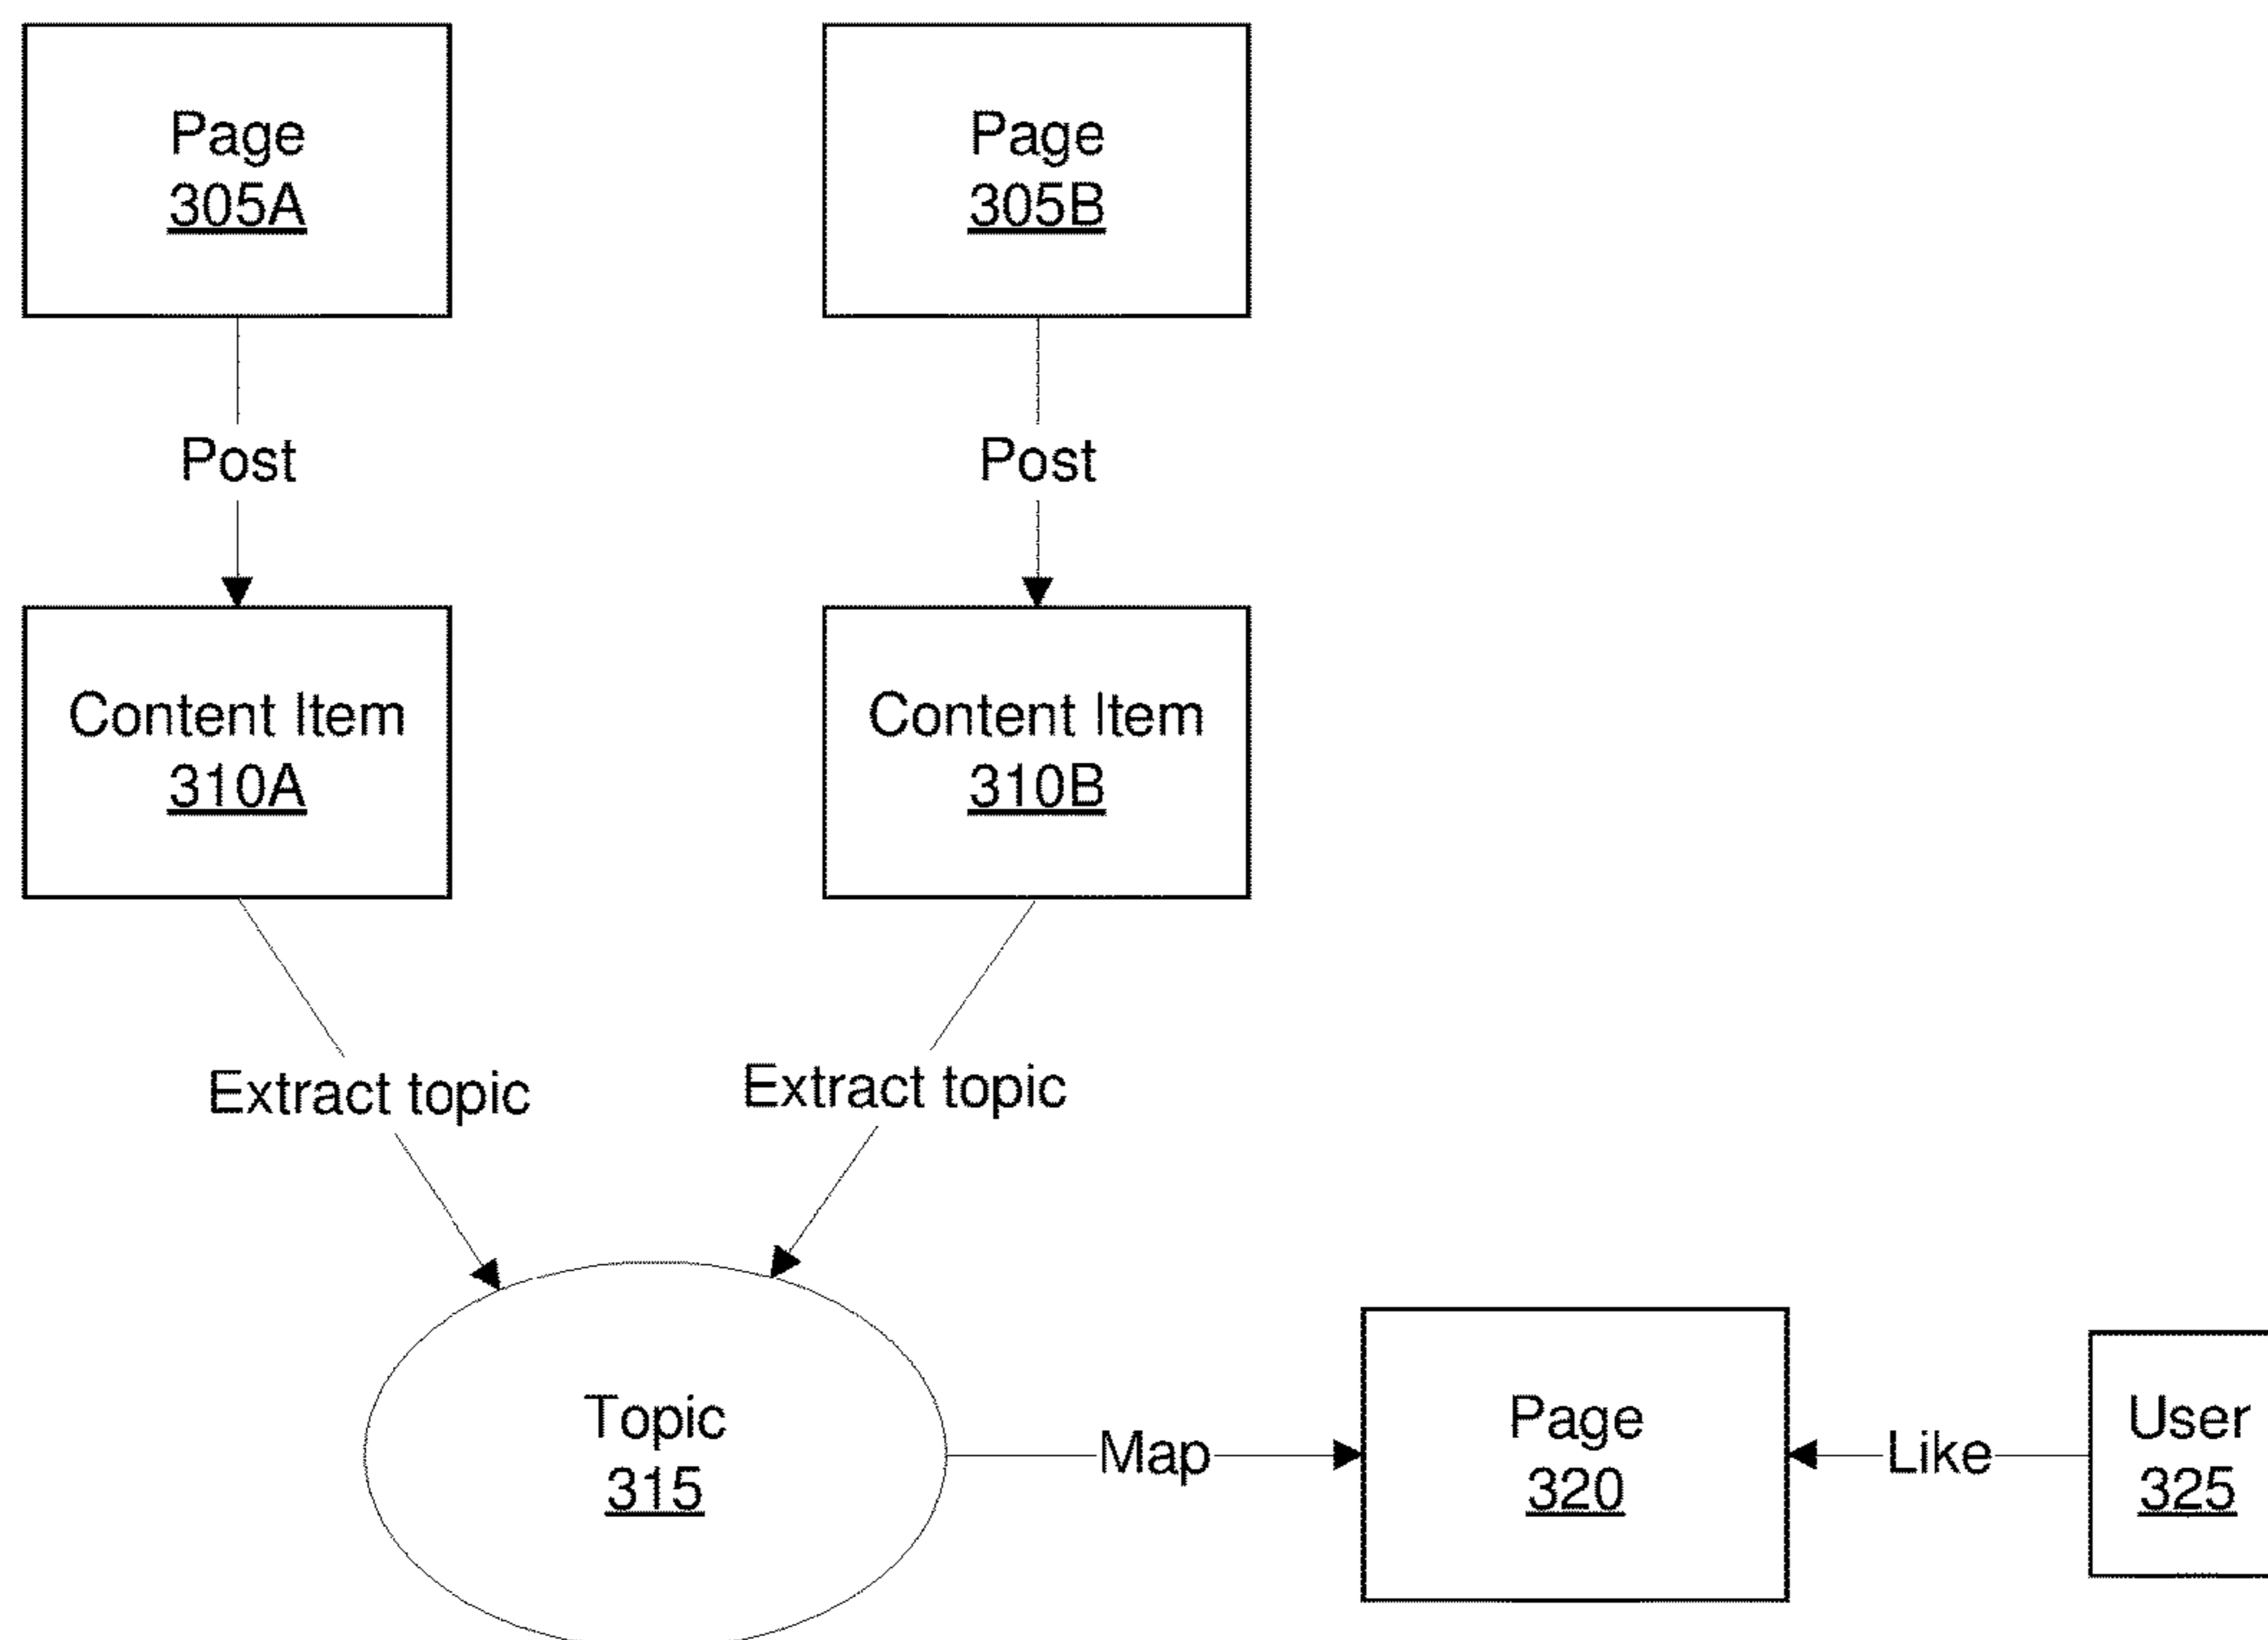 Page
305A
Page
305B
Post
Post
Content Item
310A
Content Item
310B
Extract topic
Extract topic
Topic
315
Map
Page
320
Like
User
325